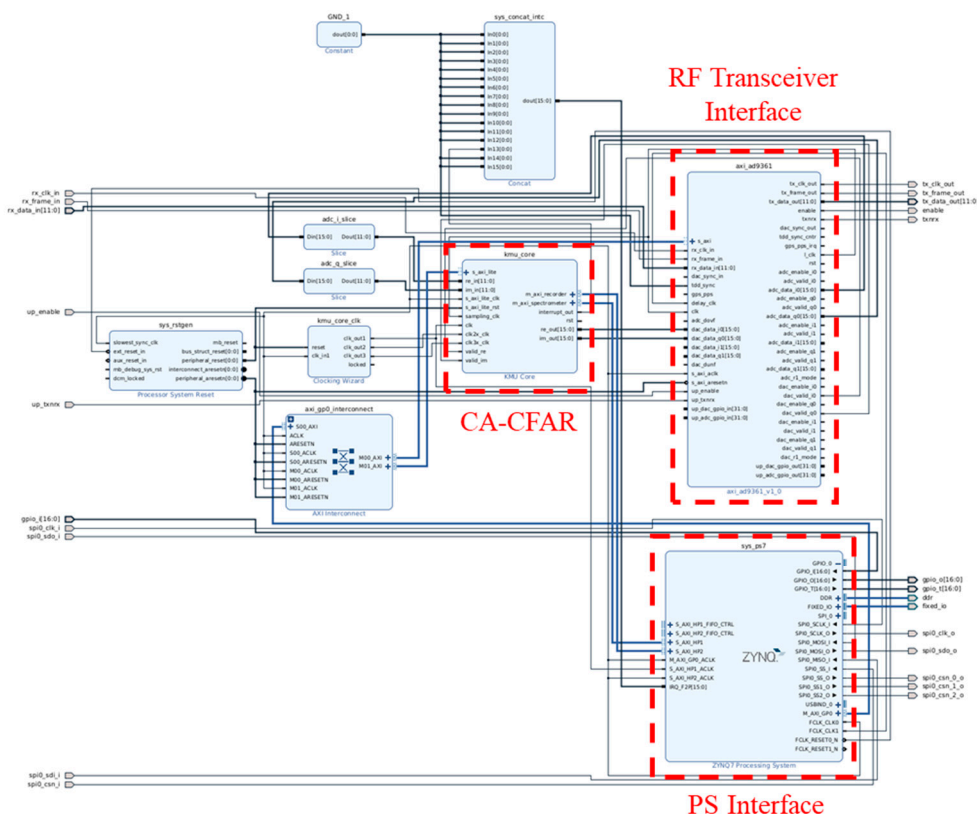 GND_1
dout[0:0]
Constant
sys_concat_intc
In0[0:0]
In1[0:0]
In2[0:0]
In3[0:0]
In4[0:0]
In5[0:0]
In6[0:0]
In7[0:0]
In8[0:0]
In9[0:0]
In10[0:0]
In11[0:0]
In12[0:0]
In13[0:0]
In14[0:0]
In15[0:0]
dout[15:0]
Concat
RF Transceiver
Interface
rx_clk_in
rx_frame_in
rx_data_in[11:0]
up_enable
up_txnrx
gpio_i[16:0]
spi0_clk_i
spi0_sdo_i
spi0_sdi_i
spi0_csn_i
adc_i_slice
Din[15:0]
Dout[11:0]
Slice
adc_q_slice
Din[15:0]
Dout[11:0]
Slice
sys_rstgen
slowest_sync_clk
ext_reset_in
aux_reset_in
mb_debug_sys_rst
dcm_locked
mb_reset
bus_struct_reset[0:0]
peripheral_reset[0:0]
interconnect_aresetn[0:0]
peripheral_aresetn[0:0]
Processor System Reset
kmu_core_clk
reset
clk_in1
clk_out1
clk_out2
clk_out3
locked
Clocking Wizard
kmu_core
s_axi_lite
re_in[11:0]
im_in[11:0]
s_axi_lite_clk
s_axi_lite_rst
sampling_clk
clk
clk2x_clk
clk3x_clk
valid_re
valid_im
m_axi_recorder
m_axi_spectrometer
interrupt_out
rst
re_out[15:0]
im_out[15:0]
KMU Core
CA-CFAR
axi_gp0_interconnect
S00_AXI
ACLK
ARESETN
S00_ACLK
S00_ARESETN
M00_ACLK
M00_ARESETN
M01_ACLK
M01_ARESETN
M00_AXI
M01_AXI
AXI Interconnect
axi_ad9361
s_axi
rx_clk_in
rx_frame_in
rx_data_in[11:0]
dac_sync_in
tdd_sync
gps_pps
delay_clk
clk
adc_dovf
dac_data_i0[15:0]
dac_data_q0[15:0]
dac_data_i1[15:0]
dac_data_q1[15:0]
dac_dunf
s_axi_aclk
s_axi_aresetn
up_enable
up_txnrx
up_dac_gpio_in[31:0]
up_adc_gpio_in[31:0]
tx_clk_out
tx_frame_out
tx_data_out[11:0]
enable
txnrx
dac_sync_out
tdd_sync_cntr
gps_pps_irq
l_clk
rst
adc_enable_i0
adc_valid_i0
adc_data_i0[15:0]
adc_enable_q0
adc_valid_q0
adc_data_q0[15:0]
adc_enable_i1
adc_valid_i1
adc_data_i1[15:0]
adc_enable_q1
adc_valid_q1
adc_data_q1[15:0]
adc_r1_mode
dac_enable_i0
dac_valid_i0
dac_enable_q0
dac_valid_q0
dac_enable_i1
dac_valid_i1
dac_enable_q1
dac_valid_q1
dac_r1_mode
up_dac_gpio_out[31:0]
up_adc_gpio_out[31:0]
axi_ad9361_v1_0
tx_clk_out
tx_frame_out
tx_data_out[11:0]
enable
txnrx
sys_ps7
S_AXI_HP1_FIFO_CTRL
S_AXI_HP2_FIFO_CTRL
S_AXI_HP1
S_AXI_HP2
M_AXI_GP0_ACLK
S_AXI_HP1_ACLK
S_AXI_HP2_ACLK
IRQ_F2P[15:0]
ZYNQ
GPIO_0
GPIO_I[16:0]
GPIO_O[16:0]
GPIO_T[16:0]
DDR
FIXED_IO
SPI_0
SPI0_SCLK_I
SPI0_SCLK_O
SPI0_MOSI_I
SPI0_MOSI_O
SPI0_MISO_I
SPI0_SS_I
SPI0_SS_O
SPI0_SS1_O
SPI0_SS2_O
USBIND_0
M_AXI_GP0
FCLK_CLK0
FCLK_CLK1
FCLK_RESET0_N
FCLK_RESET1_N
ZYNQ7 Processing System
gpio_o[16:0]
gpio_t[16:0]
ddr
fixed_io
spi0_clk_o
spi0_sdo_o
spi0_csn_0_o
spi0_csn_1_o
spi0_csn_2_o
PS Interface